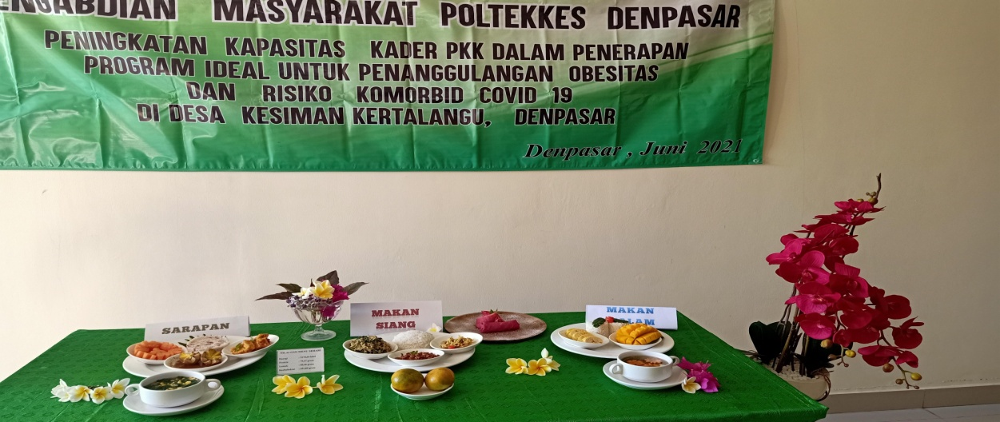 ENGABDIAN MASYARAKAT POLTEKKES DENPASAR
PENINGKATAN KAPASITAS KADER PKK DALAM PENERAPAN
PROGRAM IDEAL UNTUK PENANGGULANGAN OBESITAS
DAN RISIKO KOMORBID COVID 19
DI DESA KESIMAN KERTALANGU, DENPASAR
Denpasar , Juni 2021
SARAPAN
MAKAN
SIANG
MAKAN